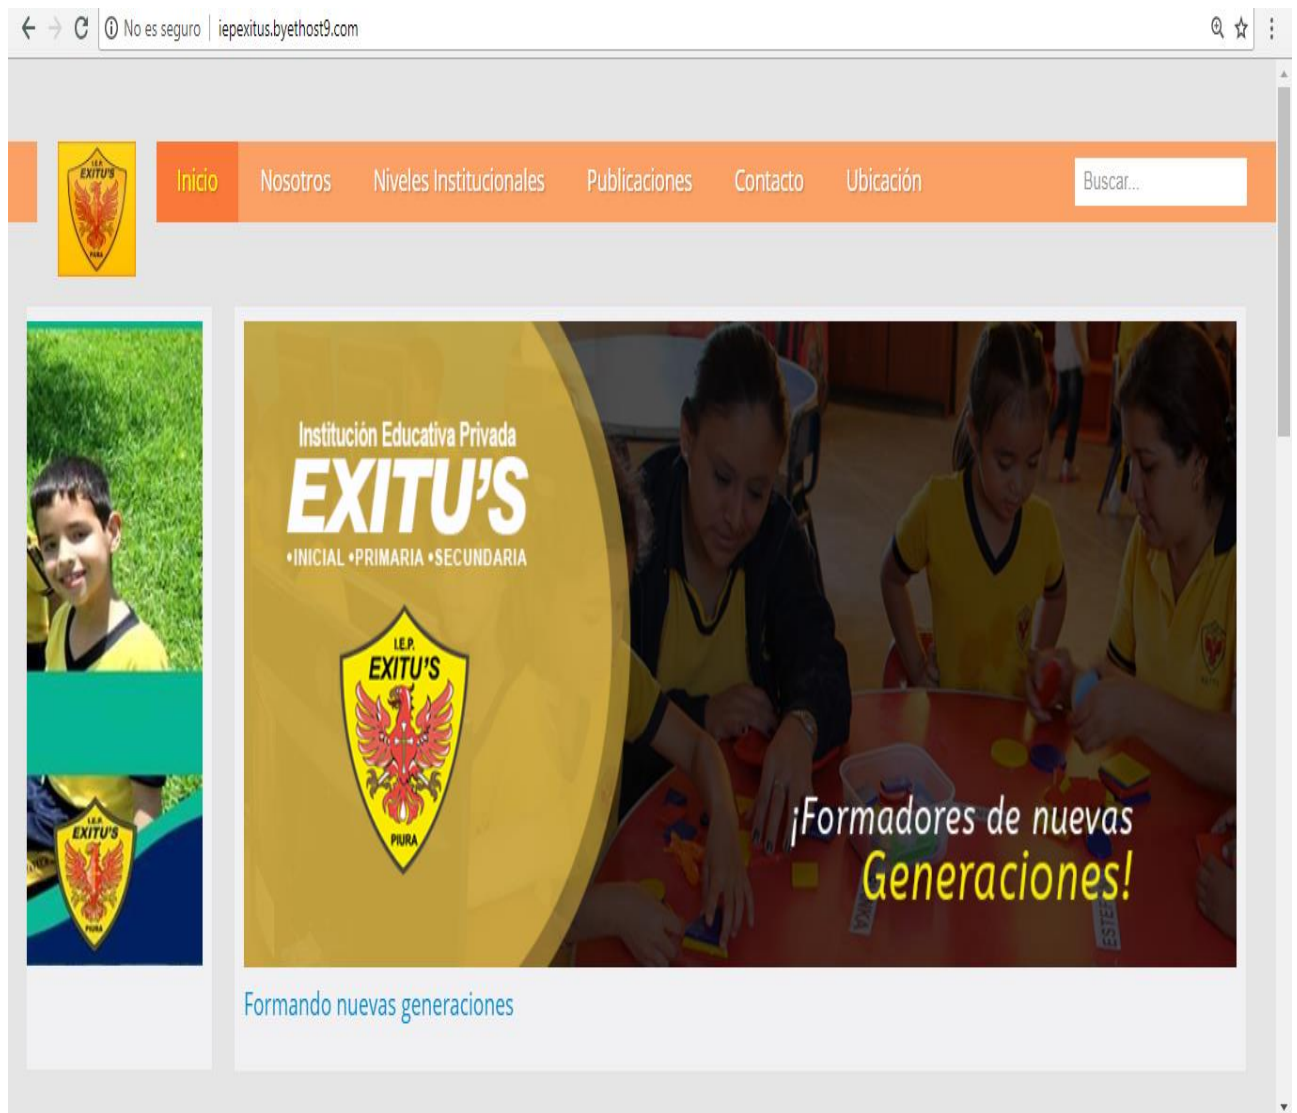 No es seguro | iepexitus.byethost9.com
I.E.P.
EXITU'S
PIURA
Inicio
Nosotros
Niveles Institucionales
Publicaciones
Contacto
Ubicación
Buscar...
Institución Educativa Privada
EXITU'S
•INICIAL •PRIMARIA •SECUNDARIA
I.E.P.
EXITU'S
PIURA
¡Formadores de nuevas
Generaciones!
I.E.P.
EXITU'S
PIURA
Formando nuevas generaciones